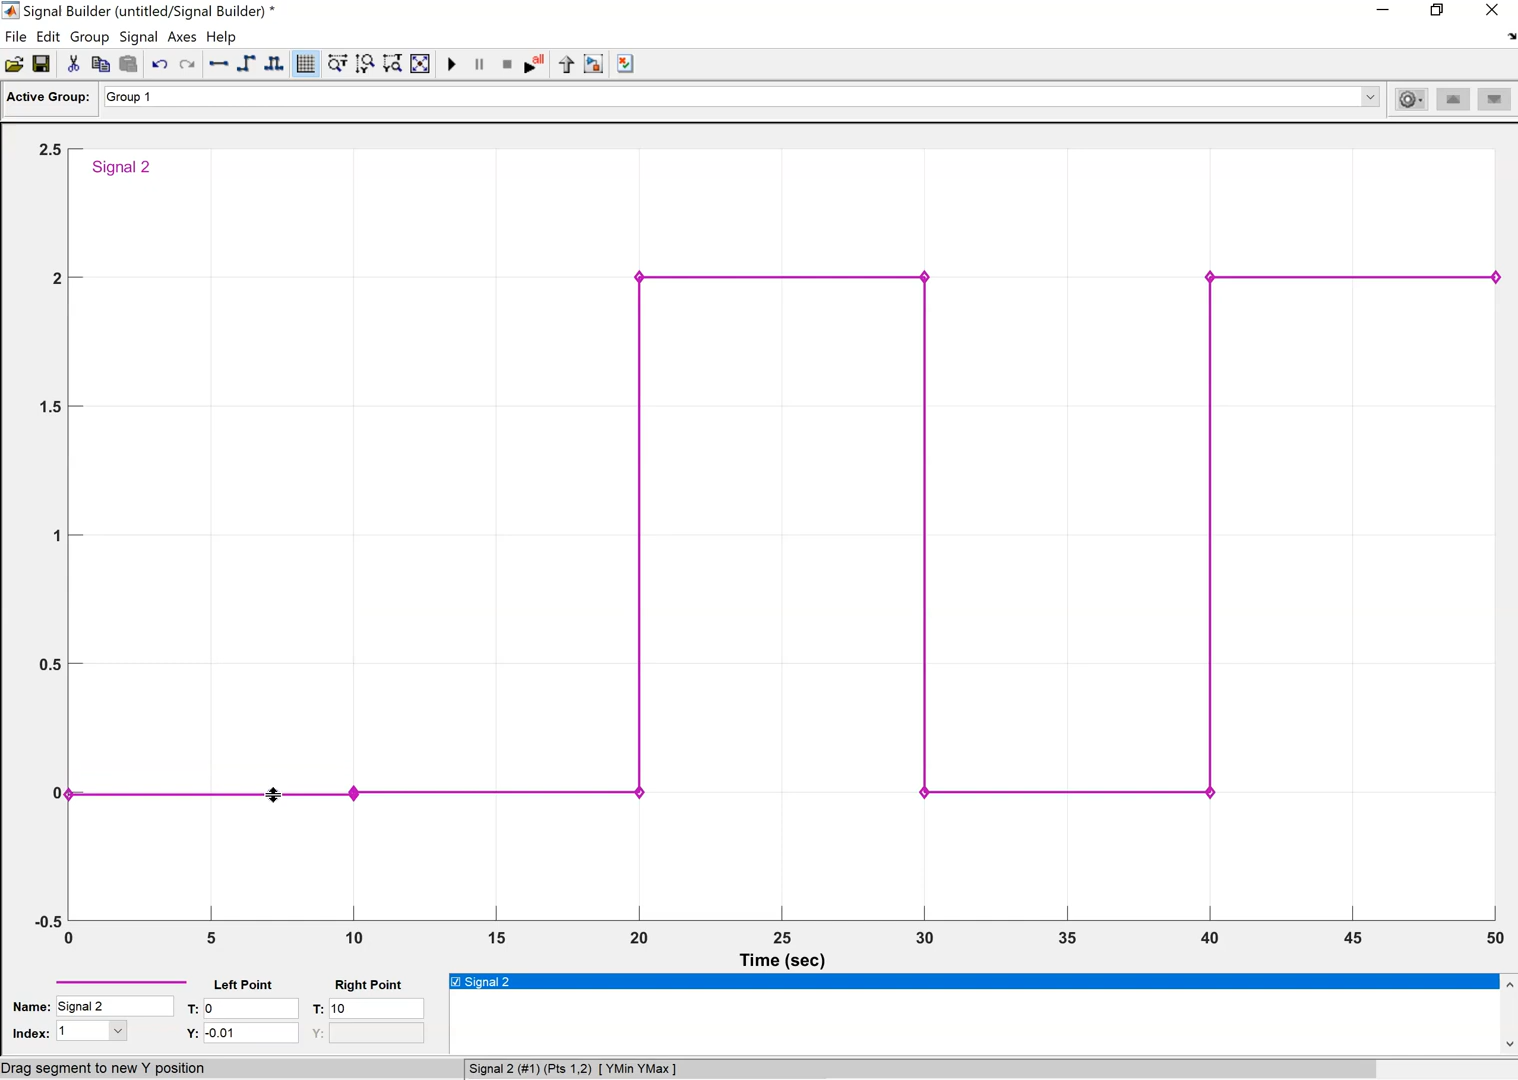 Signal Builder (untitled/Signal Builder) *
File Edit Group Signal Axes Help
all
Active Group: Group 1
2.5
Signal 2
2
1.5
1
0.5
0
-0.5
0 5 10 15 20 25 30 35 40 45 50
Time (sec)
Left Point Right Point Signal 2
Name: Signal 2 T: 0 T: 10
Index: 1 Y: -0.01 Y:
Drag segment to new Y position Signal 2 (#1) (Pts 1,2) [ YMin YMax ]